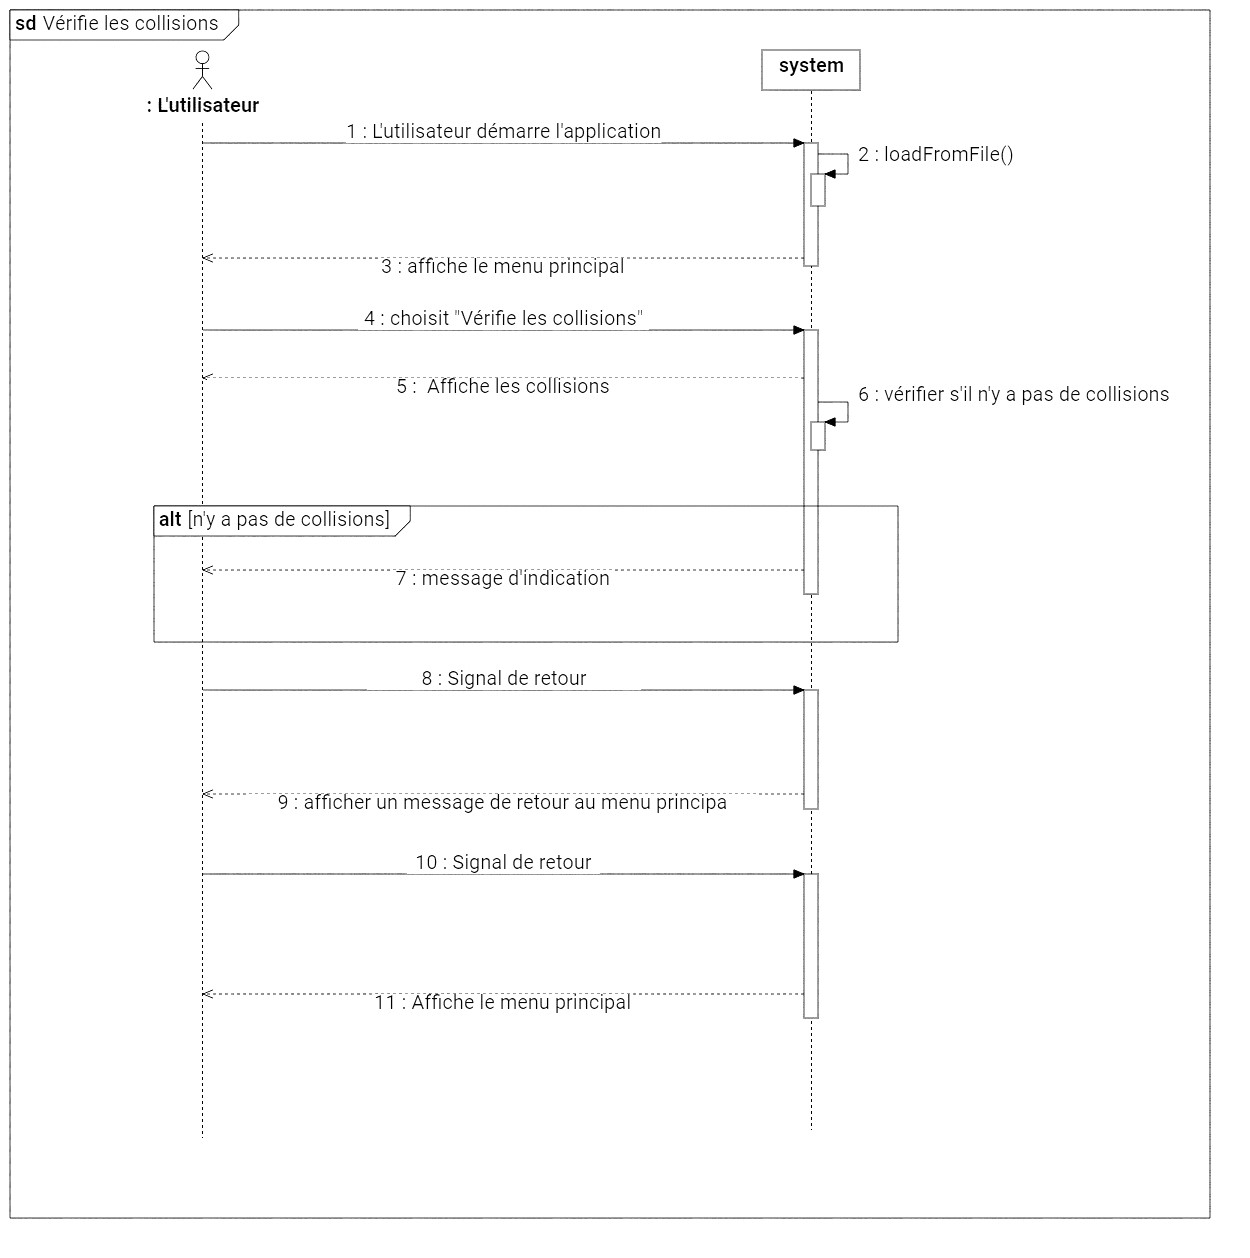 sd Vérifie les collisions
system
: L'utilisateur
1 : L'utilisateur démarre l'application
2 : loadFromFile()
3 : affiche le menu principal
4 : choisit "Vérifie les collisions"
5 : Affiche les collisions
6 : vérifier s'il n'y a pas de collisions
alt [n'y a pas de collisions]
7 : message d'indication
8 : Signal de retour
9 : afficher un message de retour au menu principa
10 : Signal de retour
11 : Affiche le menu principal